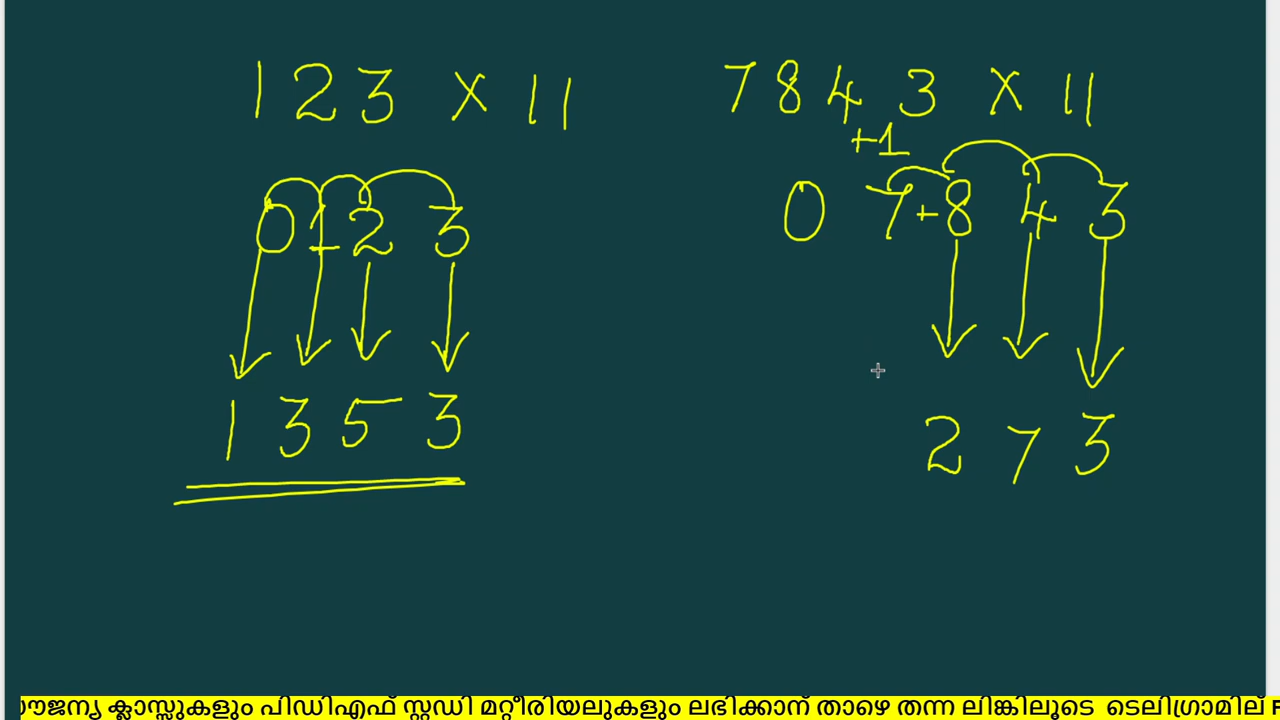 123 × 11
0123
1353
7843 × 11
+1
0 7+8 4 3
273
സൗജന്യ ക്ലാസ്സുകളും പിഡിഎഫ് സ്റ്റഡി മറ്റീരിയലുകളും ലഭിക്കാന് താഴെ തന്ന ലിങ്കിലൂടെ ടെലിഗ്രാമില്